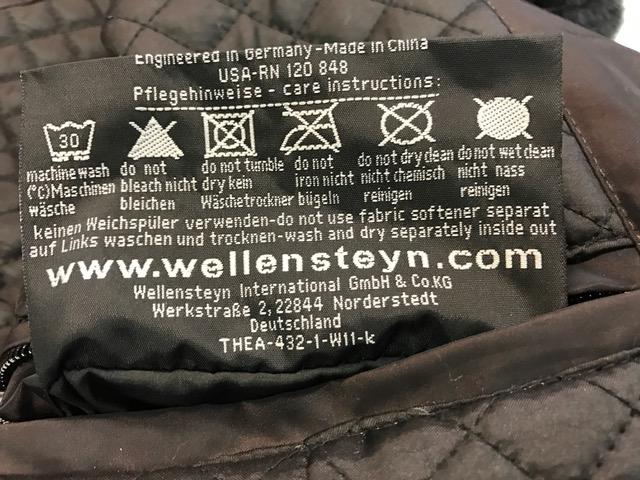 Engineered in Germany-Made in China
USA-RN 120 848
Pflegehinweise - care instructions:
30
machine wash do not do not tumble do not do not dry clean do not wet clean
(°C)Maschinen bleach nicht dry kein iron nicht nicht chemisch nicht nass
wäsche bleichen Wäschetrockner bügeln reinigen reinigen
keinen Weichspüler verwenden-do not use fabric softener separat
auf Links waschen und trocknen-wash and dry separately inside out
www.wellensteyn.com
Wellensteyn International GmbH & Co.KG
Werkstraße 2, 22844 Norderstedt
Deutschland
THEA-432-1-W11-k